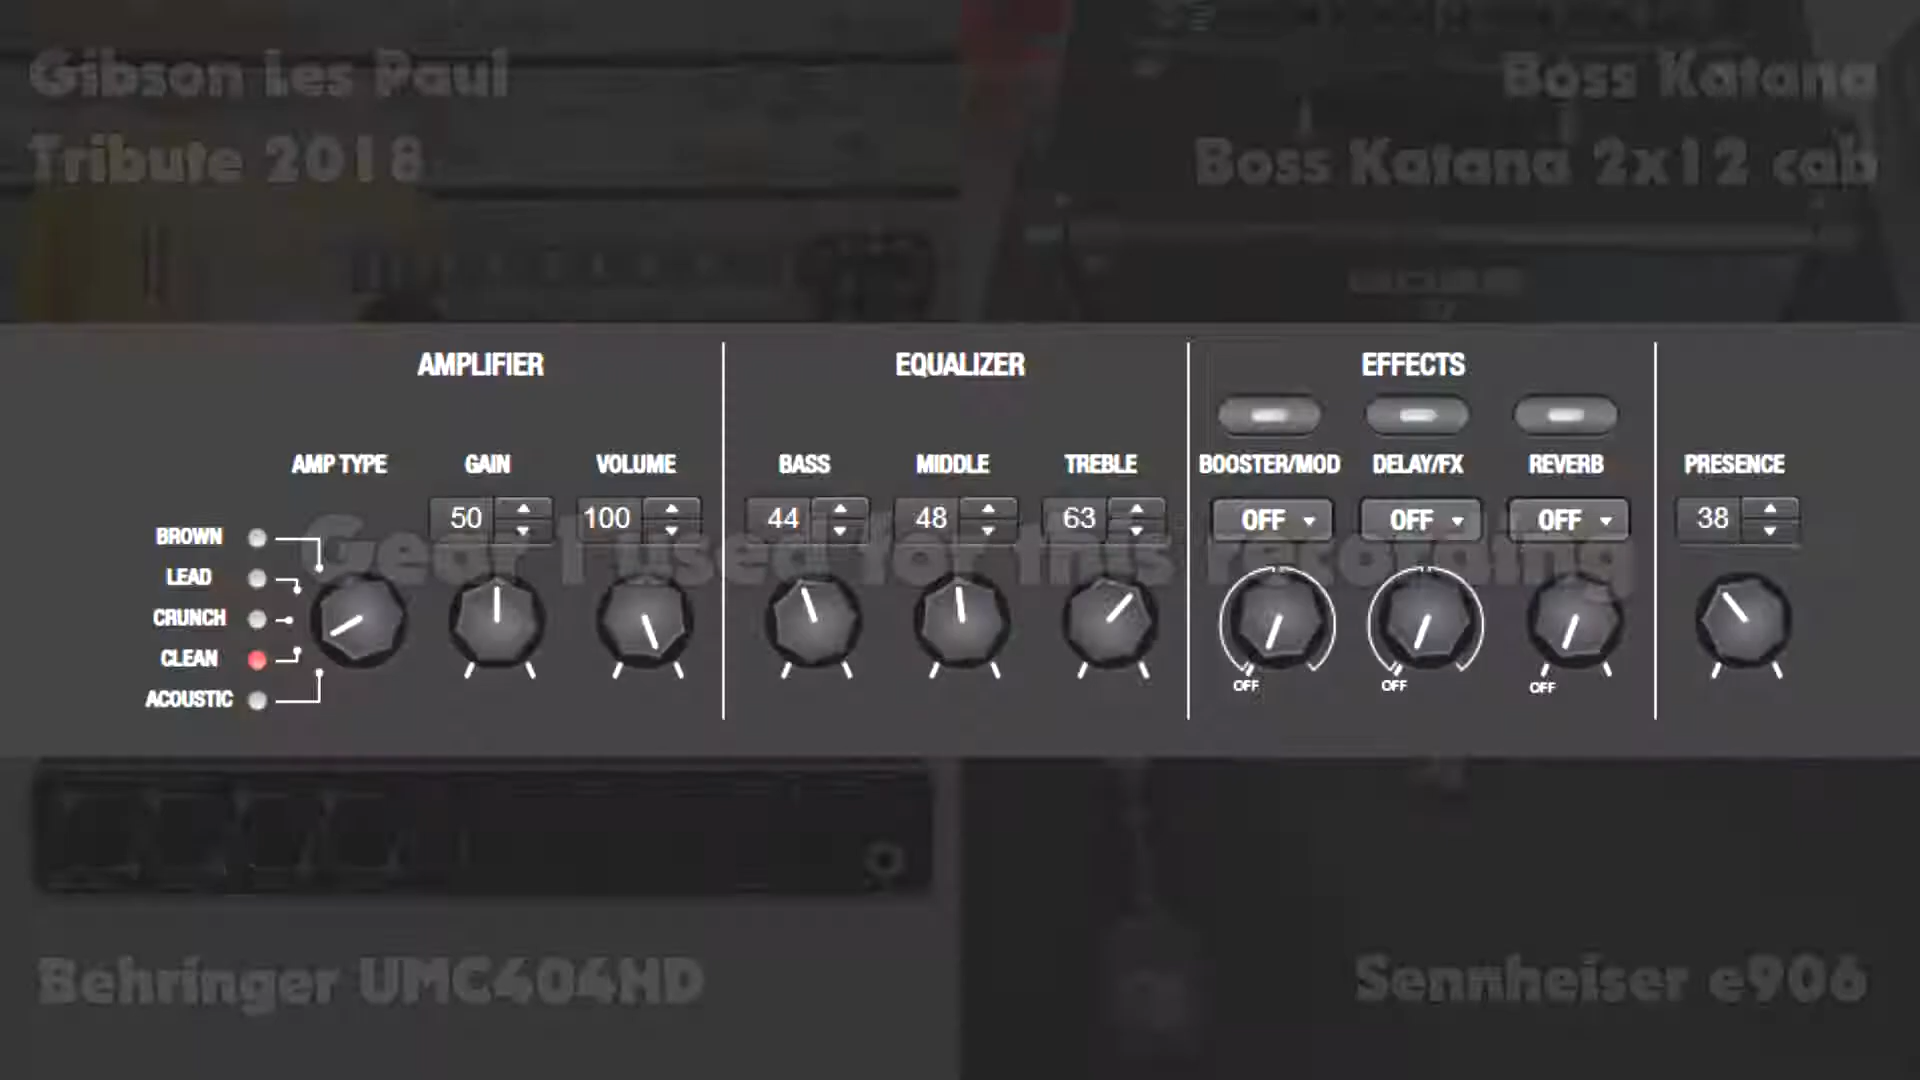 Gibson Les Paul
Tribute 2018
Boss Katana
Boss Katana 2x12 cab
AMPLIFIER
EQUALIZER
EFFECTS
AMP TYPE
GAIN
VOLUME
BASS
MIDDLE
TREBLE
BOOSTER/MOD
DELAY/FX
REVERB
PRESENCE
50
100
44
48
63
OFF
OFF
OFF
38
Gear I used for this recording
BROWN
LEAD
CRUNCH
CLEAN
ACOUSTIC
OFF
OFF
OFF
Behringer UMC404HD
Sennheiser e906